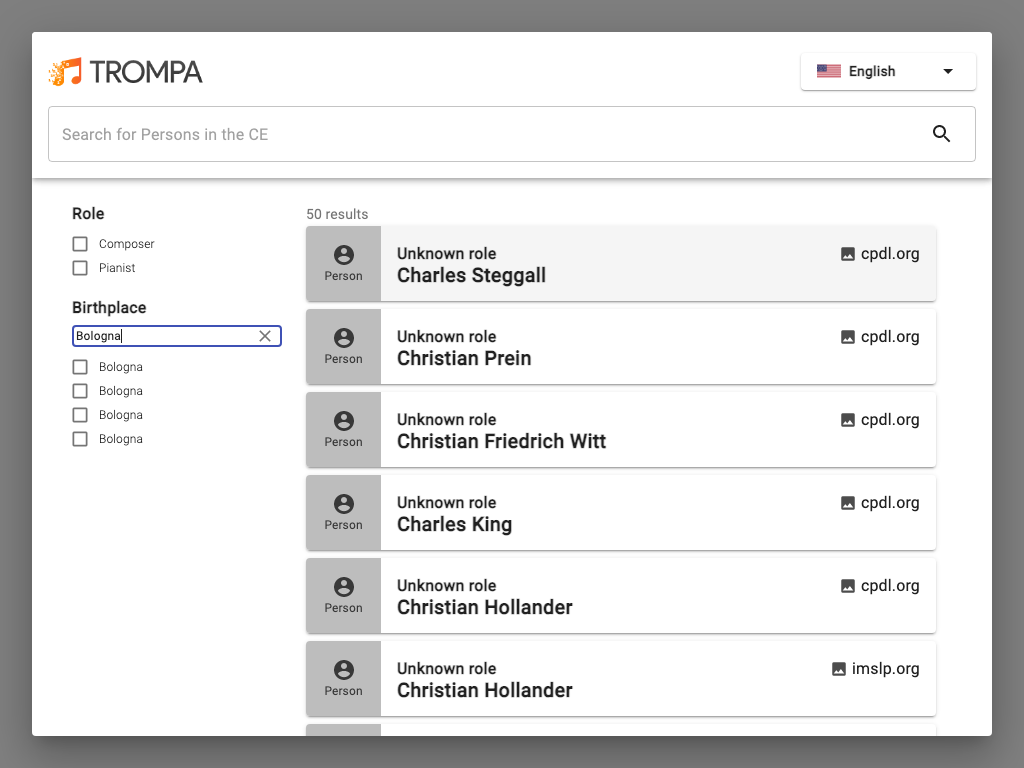 TROMPA
English
Search for Persons in the CE
Role
Composer
Pianist
Birthplace
Bologna
Bologna
Bologna
Bologna
Bologna
50 results
Person
Unknown role
Charles Steggall
cpdl.org
Person
Unknown role
Christian Prein
cpdl.org
Person
Unknown role
Christian Friedrich Witt
cpdl.org
Person
Unknown role
Charles King
cpdl.org
Person
Unknown role
Christian Hollander
cpdl.org
Person
Unknown role
Christian Hollander
imslp.org